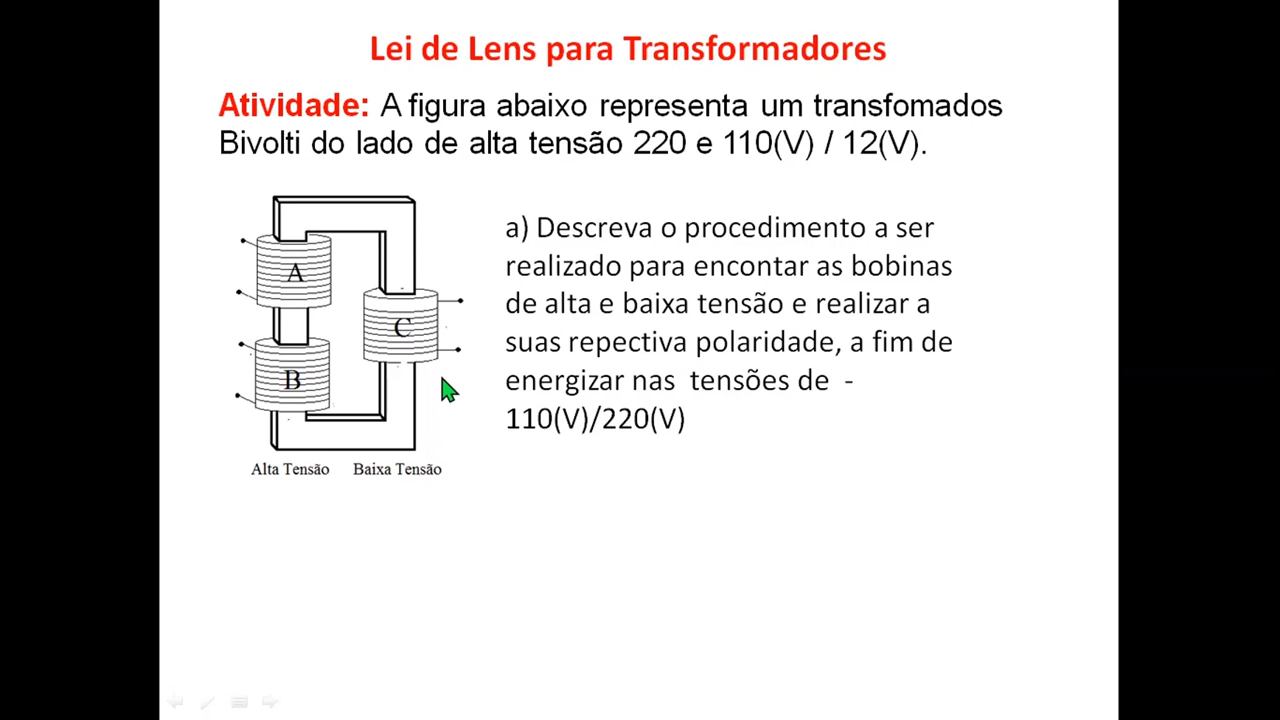 Lei de Lens para Transformadores
Atividade: A figura abaixo representa um transfomados
Bivolti do lado de alta tensão 220 e 110(V) / 12(V).
a) Descreva o procedimento a ser
realizado para encontar as bobinas
de alta e baixa tensão e realizar a
suas repectiva polaridade, a fim de
energizar nas tensões de -
110(V)/220(V)
A
B
C
Alta Tensão Baixa Tensão